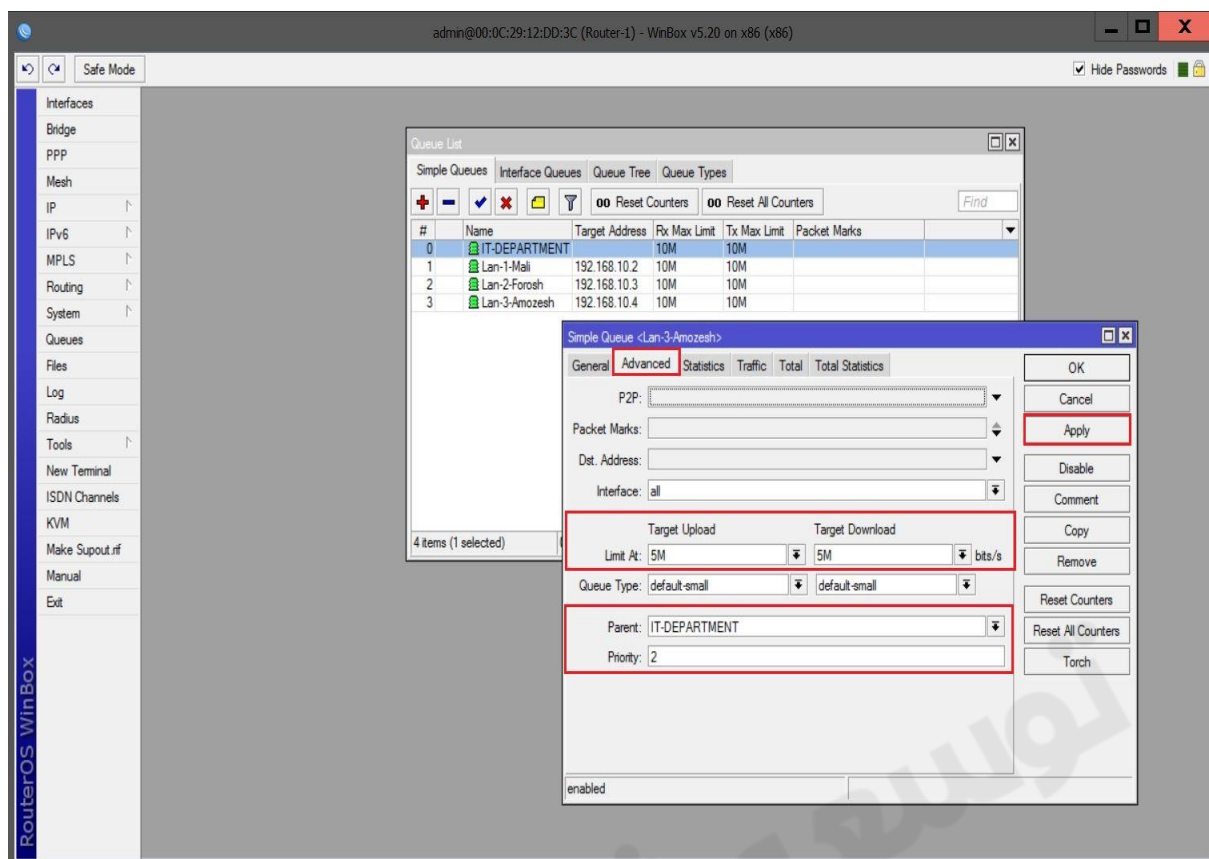 admin@00:0C:29:12:DD:3C (Router-1) - WinBox v5.20 on x86 (x86)
Safe Mode
Hide Passwords
Interfaces
Bridge
PPP
Mesh
IP
IPv6
MPLS
Routing
System
Queues
Files
Log
Radius
Tools
New Terminal
ISDN Channels
KVM
Make Supout.rif
Manual
Exit
RouterOS WinBox
Queue List
Simple Queues Interface Queues Queue Tree Queue Types
00 Reset Counters 00 Reset All Counters Find
# Name Target Address Rx Max Limit Tx Max Limit Packet Marks
0 IT-DEPARTMENT 10M 10M
1 Lan-1-Mali 192.168.10.2 10M 10M
2 Lan-2-Forosh 192.168.10.3 10M 10M
3 Lan-3-Amozesh 192.168.10.4 10M 10M
4 items (1 selected)
Simple Queue <Lan-3-Amozesh>
General Advanced Statistics Traffic Total Total Statistics
P2P:
Packet Marks:
Dst. Address:
Interface: all
Target Upload Target Download
Limit At: 5M 5M bits/s
Queue Type: default-small default-small
Parent: IT-DEPARTMENT
Priority: 2
enabled
OK
Cancel
Apply
Disable
Comment
Copy
Remove
Reset Counters
Reset All Counters
Torch